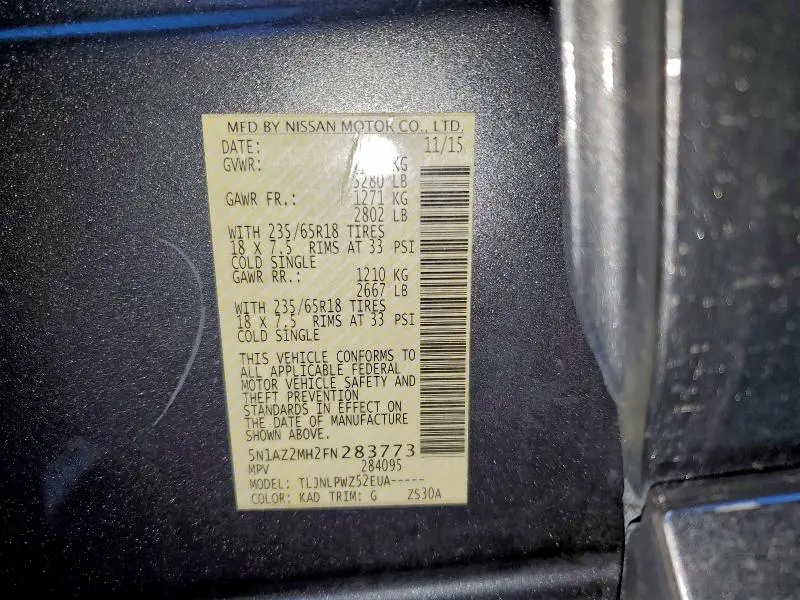 MFD BY NISSAN MOTOR CO., LTD.
DATE: 11/15
GVWR: KG
5280 LB
GAWR FR.: 1271 KG
2802 LB
WITH 235/65R18 TIRES
18 X 7.5 RIMS AT 33 PSI
COLD SINGLE
GAWR RR.: 1210 KG
2667 LB
WITH 235/65R18 TIRES
18 X 7.5 RIMS AT 33 PSI
COLD SINGLE
THIS VEHICLE CONFORMS TO
ALL APPLICABLE FEDERAL
MOTOR VEHICLE SAFETY AND
THEFT PREVENTION
STANDARDS IN EFFECT ON
THE DATE OF MANUFACTURE
SHOWN ABOVE.
5N1AZ2MH2FN283773
MPV 284095
MODEL: TLJNLPWZ52EUA-----
COLOR: KAD TRIM: G ZS30A